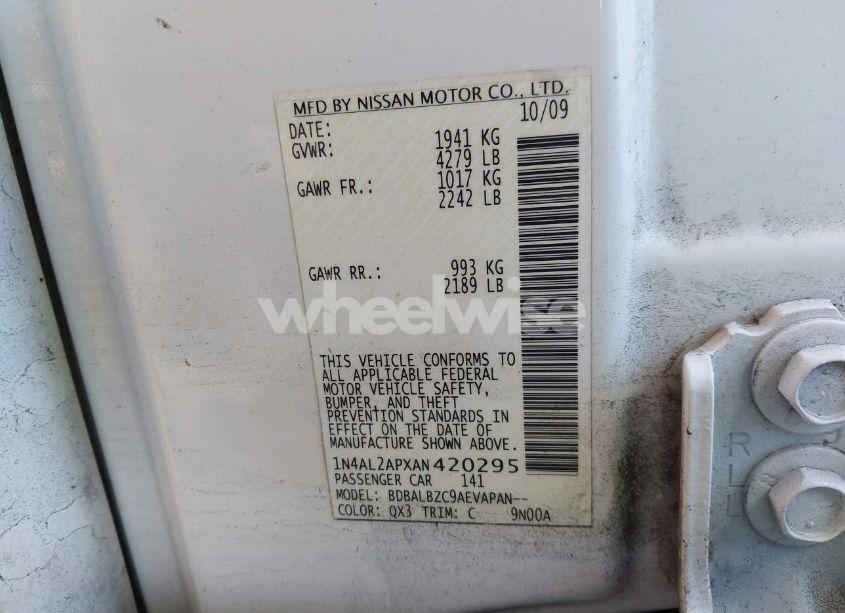 MFD BY NISSAN MOTOR CO., LTD.
DATE: 10/09
GVWR: 1941 KG
4279 LB
GAWR FR.: 1017 KG
2242 LB
GAWR RR.: 993 KG
2189 LB
wheelwise
THIS VEHICLE CONFORMS TO
ALL APPLICABLE FEDERAL
MOTOR VEHICLE SAFETY,
BUMPER, AND THEFT
PREVENTION STANDARDS IN
EFFECT ON THE DATE OF
MANUFACTURE SHOWN ABOVE.
1N4AL2APXAN420295
PASSENGER CAR 141
MODEL: BDBALBZC9AEVAPAN--
COLOR: QX3 TRIM: C 9N00A
R
L
L